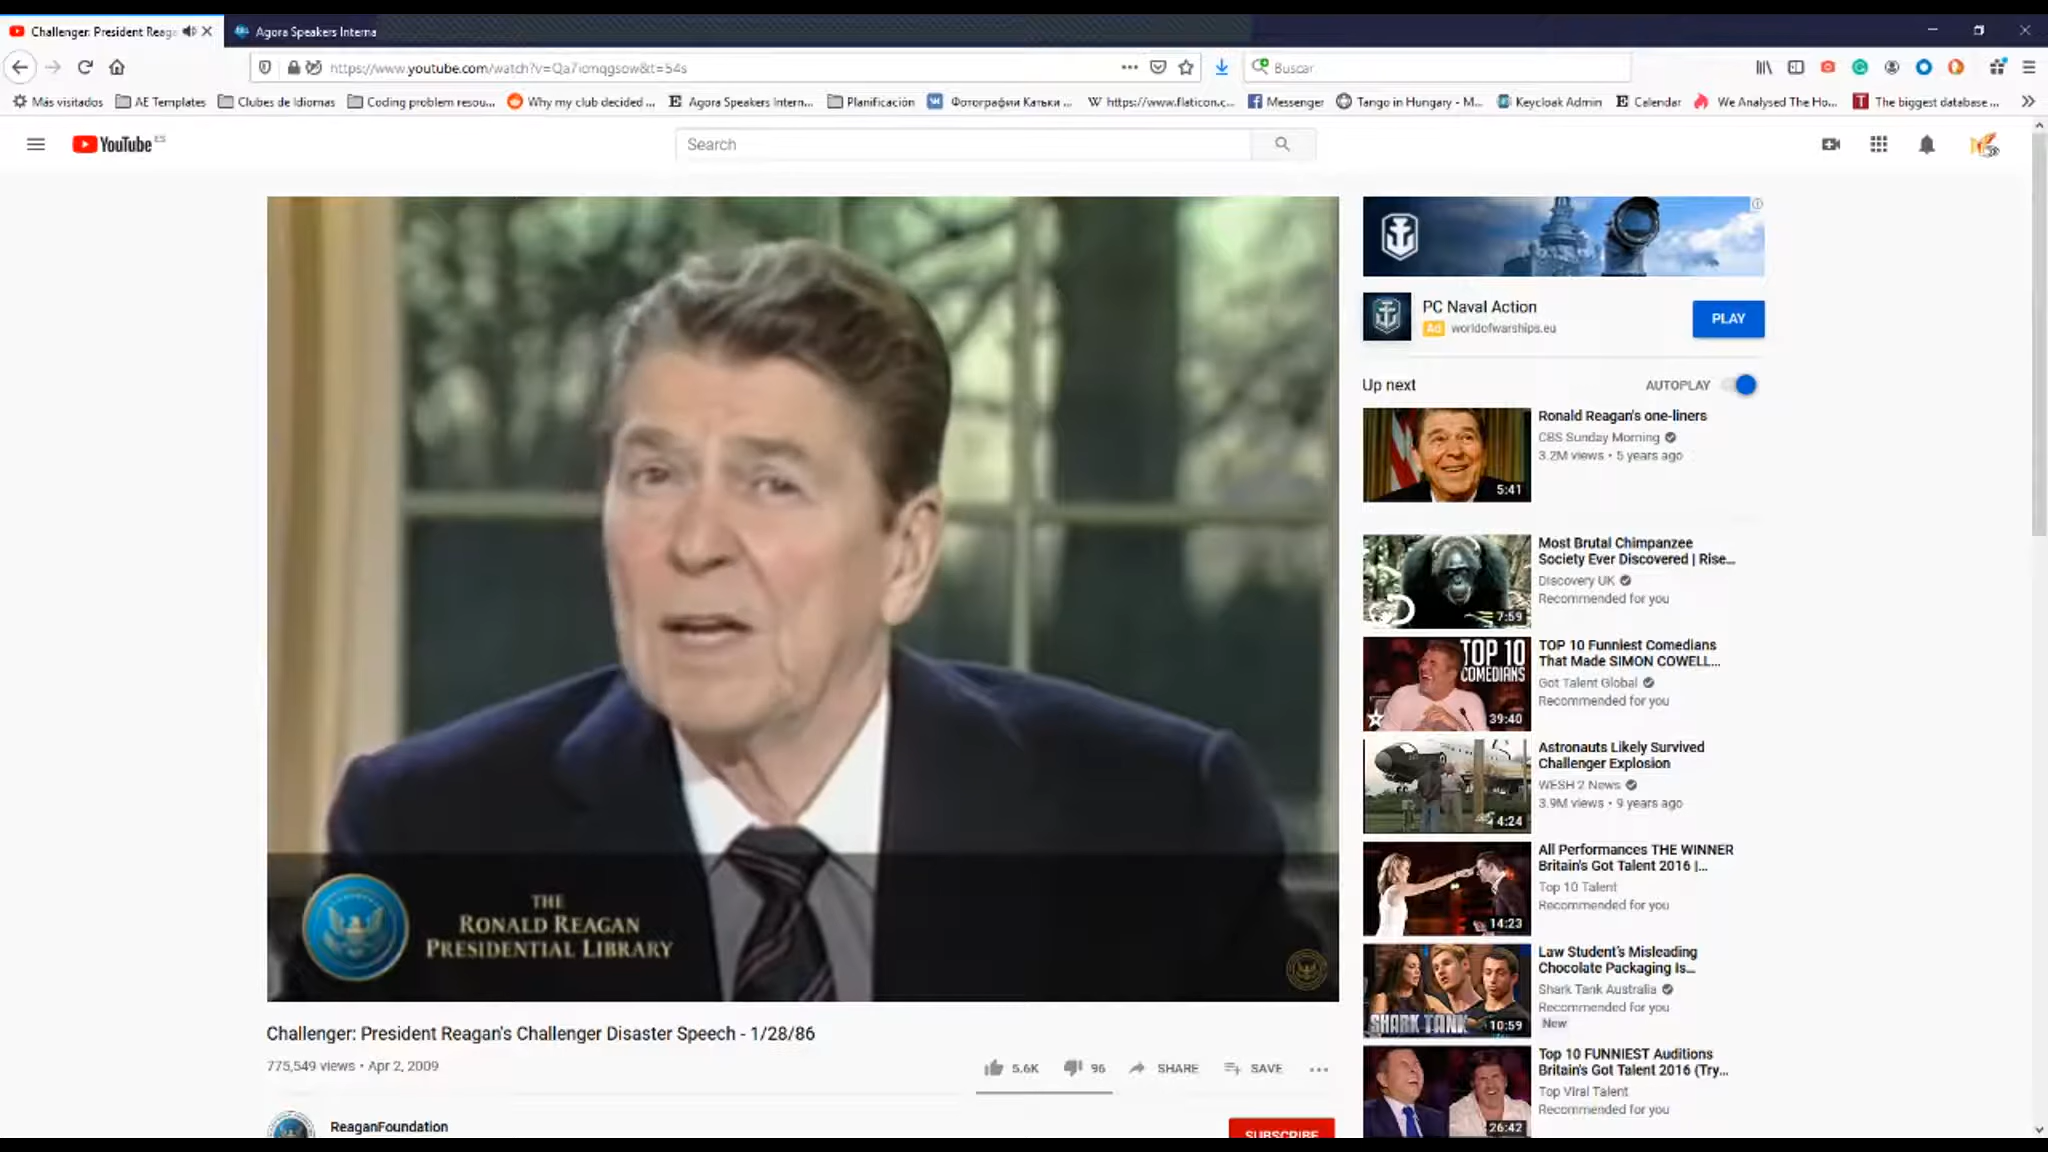 Challenger: President Reaga
Agora Speakers Interna
https://www.youtube.com/watch?v=Qa7icmqgsow&t=54s
Buscar
Más visitados
AE Templates
Clubes de Idiomas
Coding problem resou...
Why my club decided ...
Agora Speakers Intern...
Planificación
Фотографии Катьки ...
https://www.flaticon.c...
Messenger
Tango in Hungary - M...
Keycloak Admin
Calendar
We Analysed The Ho...
The biggest database ...
YouTube ES
Search
THE
RONALD REAGAN
PRESIDENTIAL LIBRARY
Challenger: President Reagan's Challenger Disaster Speech - 1/28/86
775,549 views • Apr 2, 2009
5.6K
96
SHARE
SAVE
ReaganFoundation
SUBSCRIBE
PC Naval Action
Ad worldofwarships.eu
PLAY
Up next
AUTOPLAY
5:41
Ronald Reagan's one-liners
CBS Sunday Morning
3.2M views • 5 years ago
7:59
Most Brutal Chimpanzee
Society Ever Discovered | Rise...
Discovery UK
Recommended for you
TOP 10
COMEDIANS
39:40
TOP 10 Funniest Comedians
That Made SIMON COWELL...
Got Talent Global
Recommended for you
4:24
Astronauts Likely Survived
Challenger Explosion
WESH 2 News
3.9M views • 9 years ago
14:23
All Performances THE WINNER
Britain's Got Talent 2016 |...
Top 10 Talent
Recommended for you
SHARK TANK
10:59
Law Student's Misleading
Chocolate Packaging Is...
Shark Tank Australia
Recommended for you
New
26:42
Top 10 FUNNIEST Auditions
Britain's Got Talent 2016 (Try...
Top Viral Talent
Recommended for you